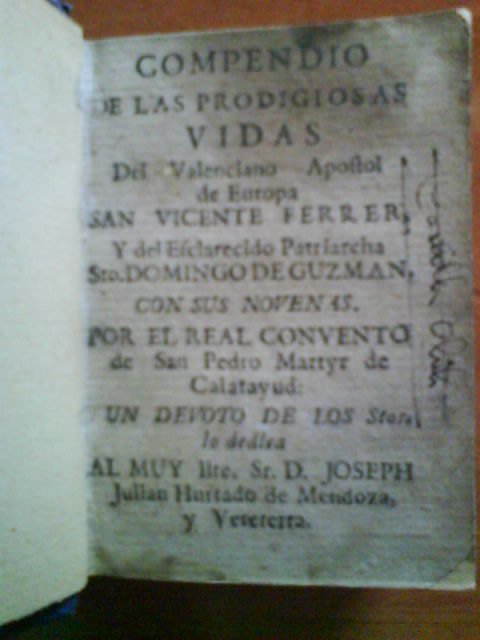 COMPENDIO
DE LAS PRODIGIOSAS
VIDAS
Del Valenciano Apostol
de Europa
SAN VICENTE FERRER,
Y del Esclarecido Patriarcha
Sto. DOMINGO DE GUZMAN,
CON SUS NOVENAS.
POR EL REAL CONVENTO
de San Pedro Martyr de
Calatayud:
Y UN DEVOTO DE LOS Stos.
lo dedica
AL MUY Iltre. Sr. D. JOSEPH
Julian Hurtado de Mendoza,
y Veteterra.